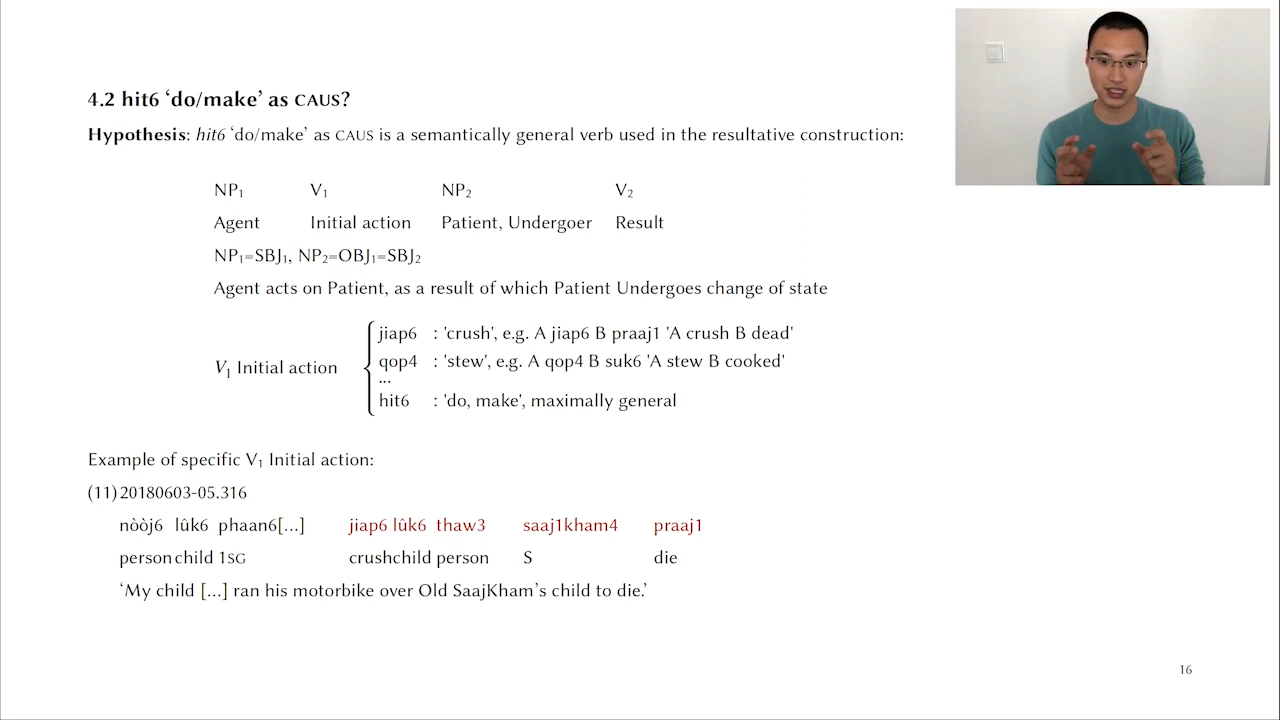 4.2 hit6 ‘do/make’ as CAUS?
Hypothesis: hit6 ‘do/make’ as CAUS is a semantically general verb used in the resultative construction:
NP₁ V₁ NP₂ V₂
Agent Initial action Patient, Undergoer Result
NP₁=SBJ₁, NP₂=OBJ₁=SBJ₂
Agent acts on Patient, as a result of which Patient Undergoes change of state
jiap6 : 'crush', e.g. A jiap6 B praaj1 'A crush B dead'
qop4 : 'stew', e.g. A qop4 B suk6 'A stew B cooked'
V₁ Initial action
...
hit6 : 'do, make', maximally general
Example of specific V₁ Initial action:
(11) 20180603-05.316
nòòj6 lûk6 phaan6[...] jiap6 lûk6 thaw3 saaj1kham4 praaj1
person child 1SG crushchild person S die
‘My child [...] ran his motorbike over Old SaajKham’s child to die.’
16